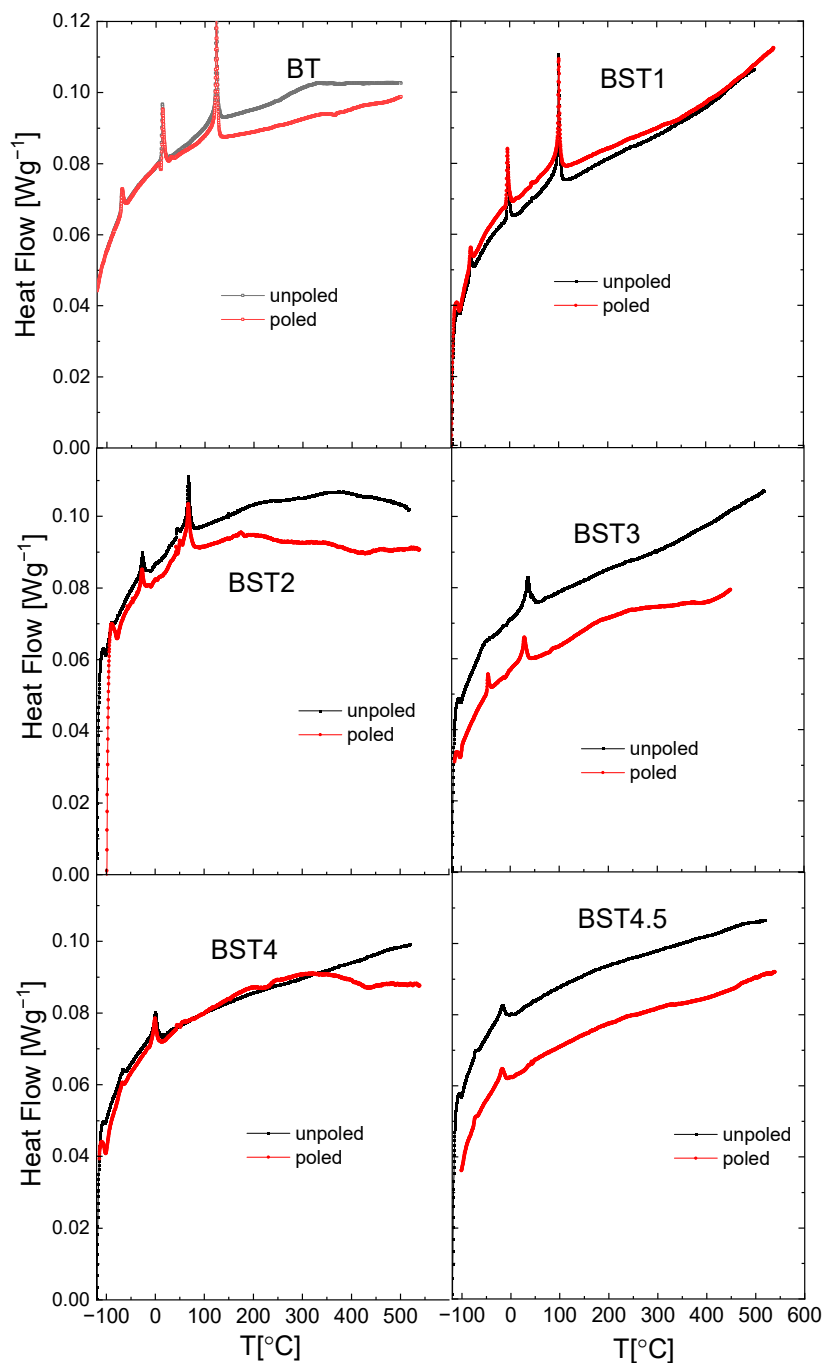 0.12
0.10
0.08
0.06
0.04
0.02
0.00
Heat Flow [Wg⁻¹]
BT
unpoled
poled
BST1
unpoled
poled
0.10
0.08
0.06
0.04
0.02
0.00
Heat Flow [Wg⁻¹]
BST2
unpoled
poled
BST3
unpoled
poled
0.10
0.08
0.06
0.04
0.02
0.00
Heat Flow [Wg⁻¹]
BST4
unpoled
poled
BST4.5
unpoled
poled
−100 0 100 200 300 400 500
T[°C]
−100 0 100 200 300 400 500 600
T[°C]